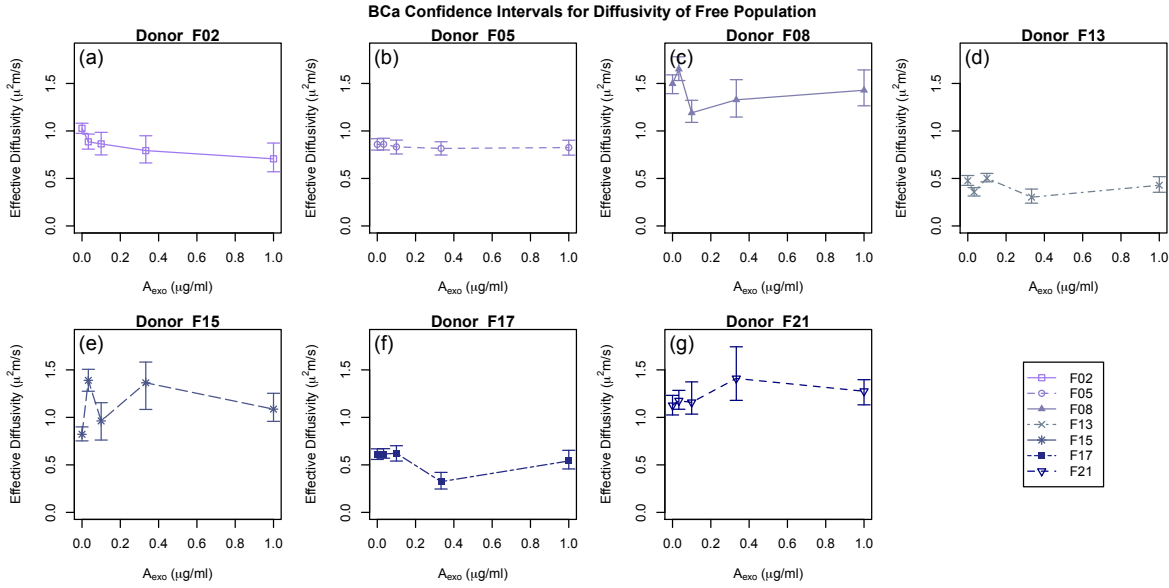 BCa Confidence Intervals for Diffusivity of Free Population
Donor F02
Donor F05
Donor F08
Donor F13
(a)
(b)
(c)
(d)
Effective Diffusivity (μ²m/s)
0.0 0.5 1.0 1.5
0.0 0.2 0.4 0.6 0.8 1.0
A_exo (μg/ml)
Effective Diffusivity (μ²m/s)
0.0 0.5 1.0 1.5
0.0 0.2 0.4 0.6 0.8 1.0
A_exo (μg/ml)
Effective Diffusivity (μ²m/s)
0.0 0.5 1.0 1.5
0.0 0.2 0.4 0.6 0.8 1.0
A_exo (μg/ml)
Effective Diffusivity (μ²m/s)
0.0 0.5 1.0 1.5
0.0 0.2 0.4 0.6 0.8 1.0
A_exo (μg/ml)
Donor F15
Donor F17
Donor F21
(e)
(f)
(g)
Effective Diffusivity (μ²m/s)
0.0 0.5 1.0 1.5
0.0 0.2 0.4 0.6 0.8 1.0
A_exo (μg/ml)
Effective Diffusivity (μ²m/s)
0.0 0.5 1.0 1.5
0.0 0.2 0.4 0.6 0.8 1.0
A_exo (μg/ml)
Effective Diffusivity (μ²m/s)
0.0 0.5 1.0 1.5
0.0 0.2 0.4 0.6 0.8 1.0
A_exo (μg/ml)
F02
F05
F08
F13
F15
F17
F21